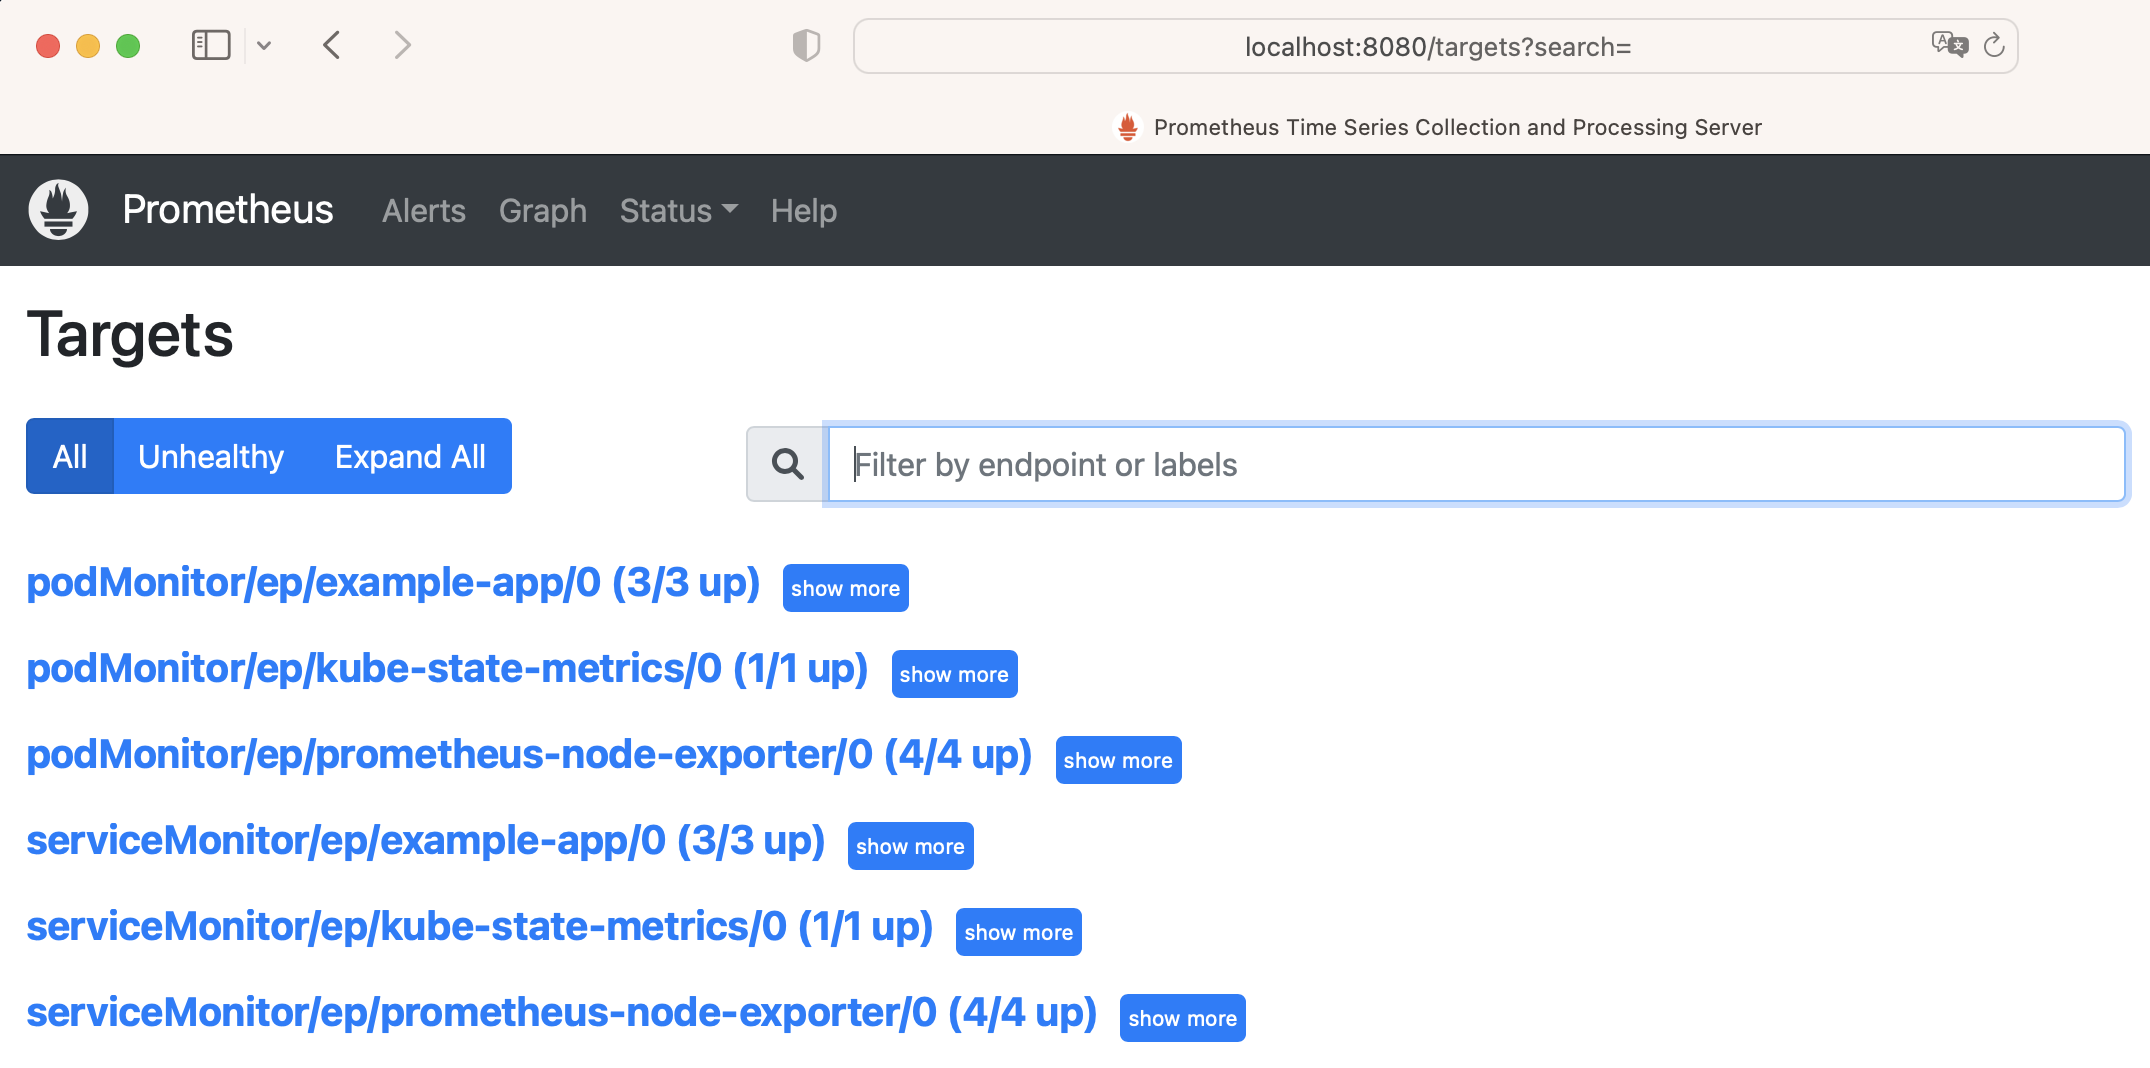 localhost:8080/targets?search=
Prometheus Time Series Collection and Processing Server
Prometheus Alerts Graph Status Help
Targets
All Unhealthy Expand All Filter by endpoint or labels
podMonitor/ep/example-app/0 (3/3 up) show more
podMonitor/ep/kube-state-metrics/0 (1/1 up) show more
podMonitor/ep/prometheus-node-exporter/0 (4/4 up) show more
serviceMonitor/ep/example-app/0 (3/3 up) show more
serviceMonitor/ep/kube-state-metrics/0 (1/1 up) show more
serviceMonitor/ep/prometheus-node-exporter/0 (4/4 up) show more